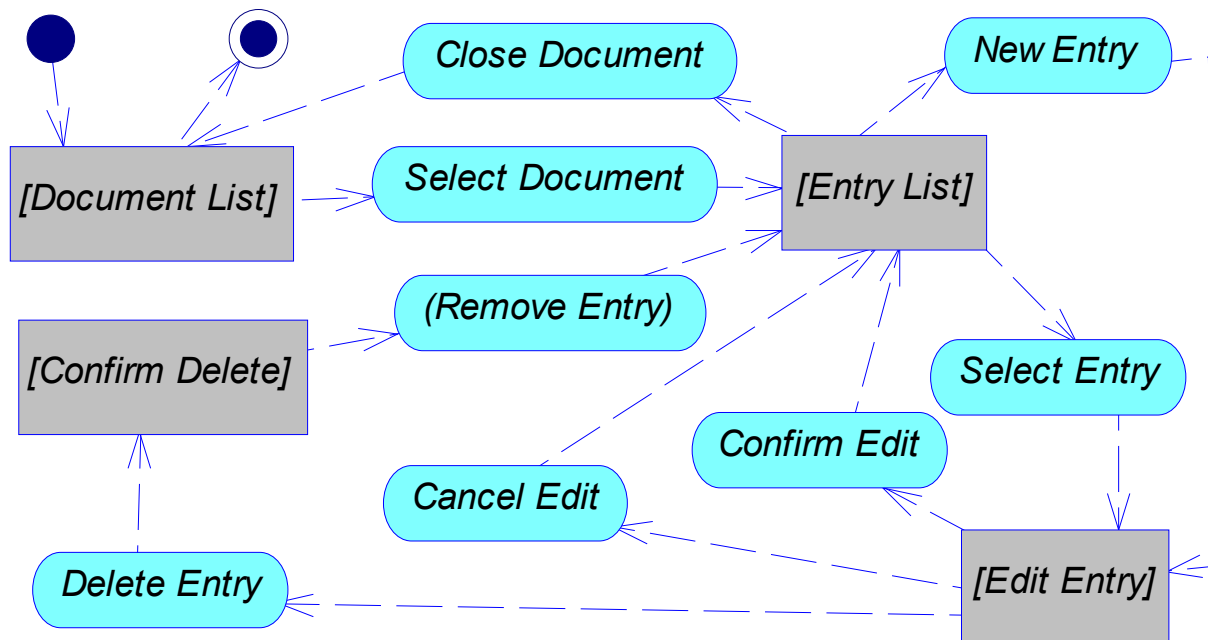 Close Document
New Entry
[Document List]
Select Document
[Entry List]
(Remove Entry)
[Confirm Delete]
Select Entry
Confirm Edit
Cancel Edit
Delete Entry
[Edit Entry]